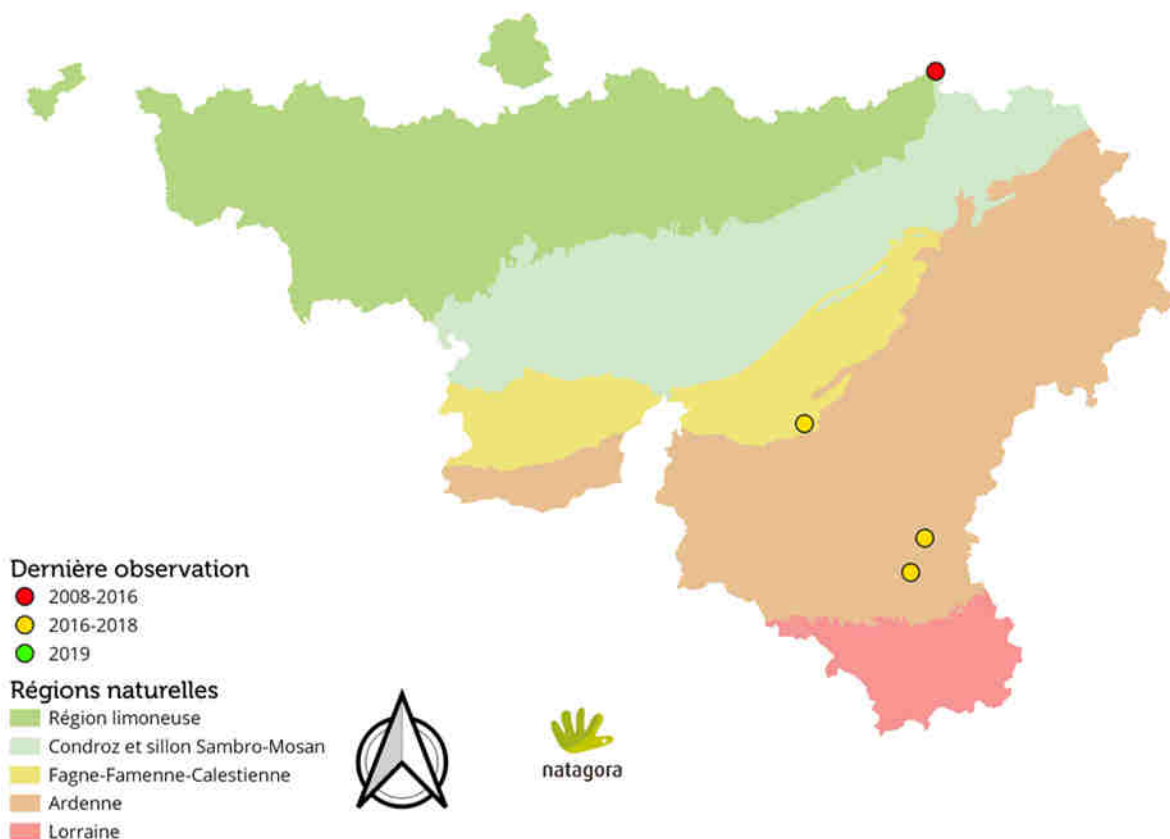 Dernière observation
2008-2016
2016-2018
2019
Régions naturelles
Région limoneuse
Condroz et sillon Sambro-Mosan
Fagne-Famenne-Calestienne
Ardenne
Lorraine
natagora